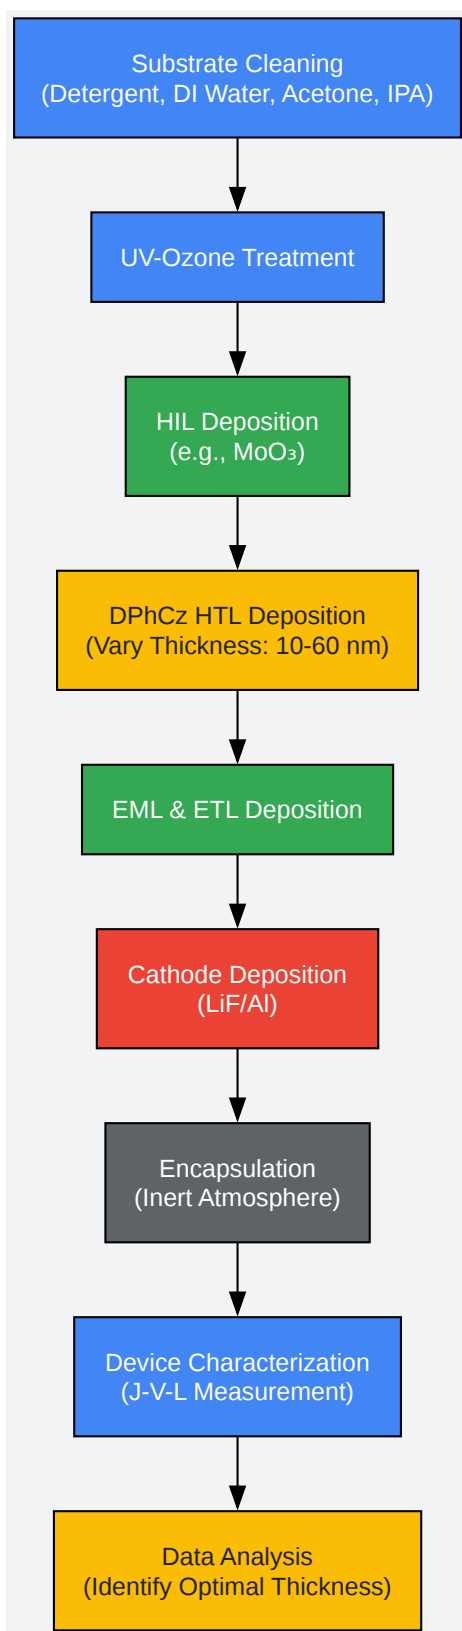 Substrate Cleaning
(Detergent, DI Water, Acetone, IPA)
UV-Ozone Treatment
HIL Deposition
(e.g., MoO₃)
DPhCz HTL Deposition
(Vary Thickness: 10-60 nm)
EML & ETL Deposition
Cathode Deposition
(LiF/Al)
Encapsulation
(Inert Atmosphere)
Device Characterization
(J-V-L Measurement)
Data Analysis
(Identify Optimal Thickness)